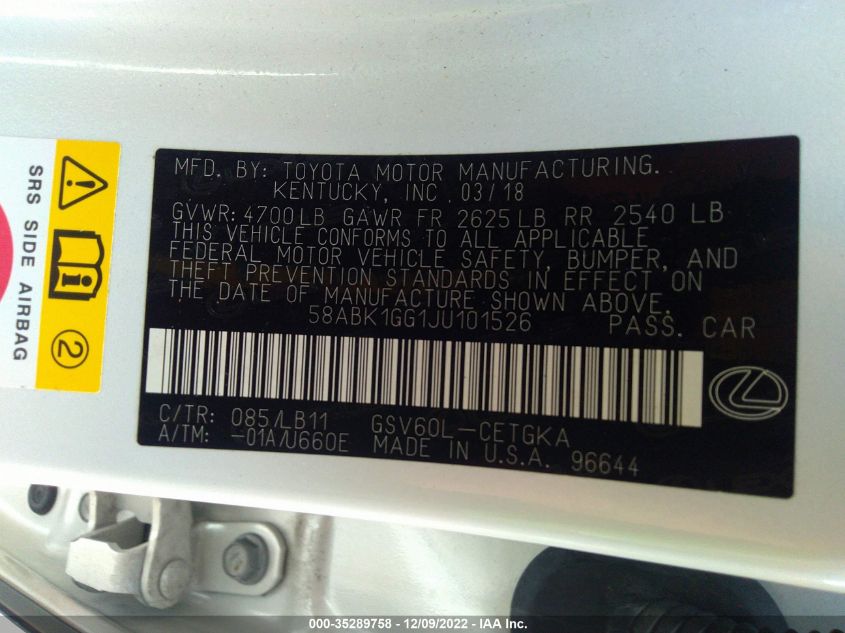 MFD. BY: TOYOTA MOTOR MANUFACTURING.
KENTUCKY, INC 03/18
GVWR: 4700LB GAWR FR 2625LB RR 2540 LB
THIS VEHICLE CONFORMS TO ALL APPLICABLE
FEDERAL MOTOR VEHICLE SAFETY, BUMPER, AND
THEFT PREVENTION STANDARDS IN EFFECT ON
THE DATE OF MANUFACTURE SHOWN ABOVE.
58ABK1GG1JU101526 PASS. CAR
C/TR: 085/LB11 GSV60L-CETGKA
A/TM: -01A/U660E MADE IN U.S.A. 96644
SRS SIDE AIRBAG
2
000-35289758 - 12/09/2022 - STK-ENG-CERT